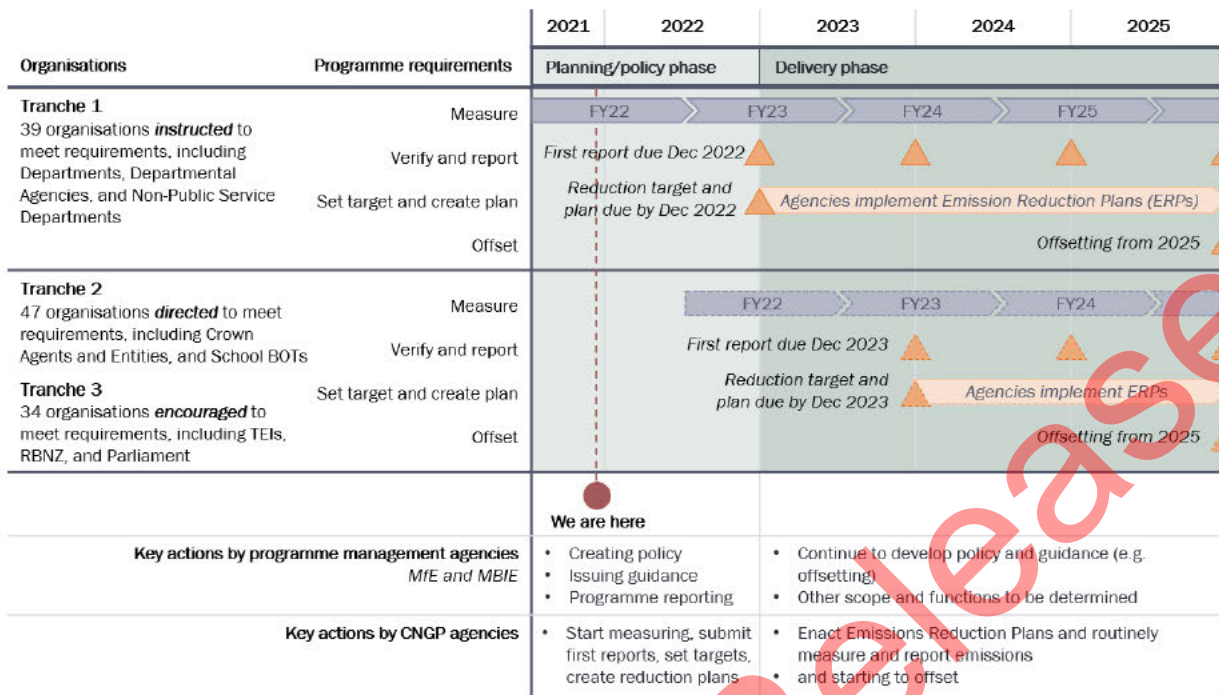 2021 2022 2023 2024 2025
Organisations Programme requirements Planning/policy phase Delivery phase
Tranche 1
39 organisations instructed to
meet requirements, including
Departments, Departmental
Agencies, and Non-Public Service
Departments
Measure
FY22 FY23 FY24 FY25
Verify and report
First report due Dec 2022
Set target and create plan
Reduction target and
plan due by Dec 2022
Agencies implement Emission Reduction Plans (ERPs)
Offset
Offsetting from 2025
Tranche 2
47 organisations directed to meet
requirements, including Crown
Agents and Entities, and School BOTs
Tranche 3
34 organisations encouraged to
meet requirements, including TEIs,
RBNZ, and Parliament
Measure
FY22 FY23 FY24
Verify and report
First report due Dec 2023
Set target and create plan
Reduction target and
plan due by Dec 2023
Agencies implement ERPs
Offset
Offsetting from 2025
We are here
Key actions by programme management agencies
MfE and MBIE
• Creating policy
• Issuing guidance
• Programme reporting
• Continue to develop policy and guidance (e.g.
offsetting)
• Other scope and functions to be determined
Key actions by CNGP agencies
• Start measuring, submit
first reports, set targets,
create reduction plans
• Enact Emissions Reduction Plans and routinely
measure and report emissions
• and starting to offset
elease